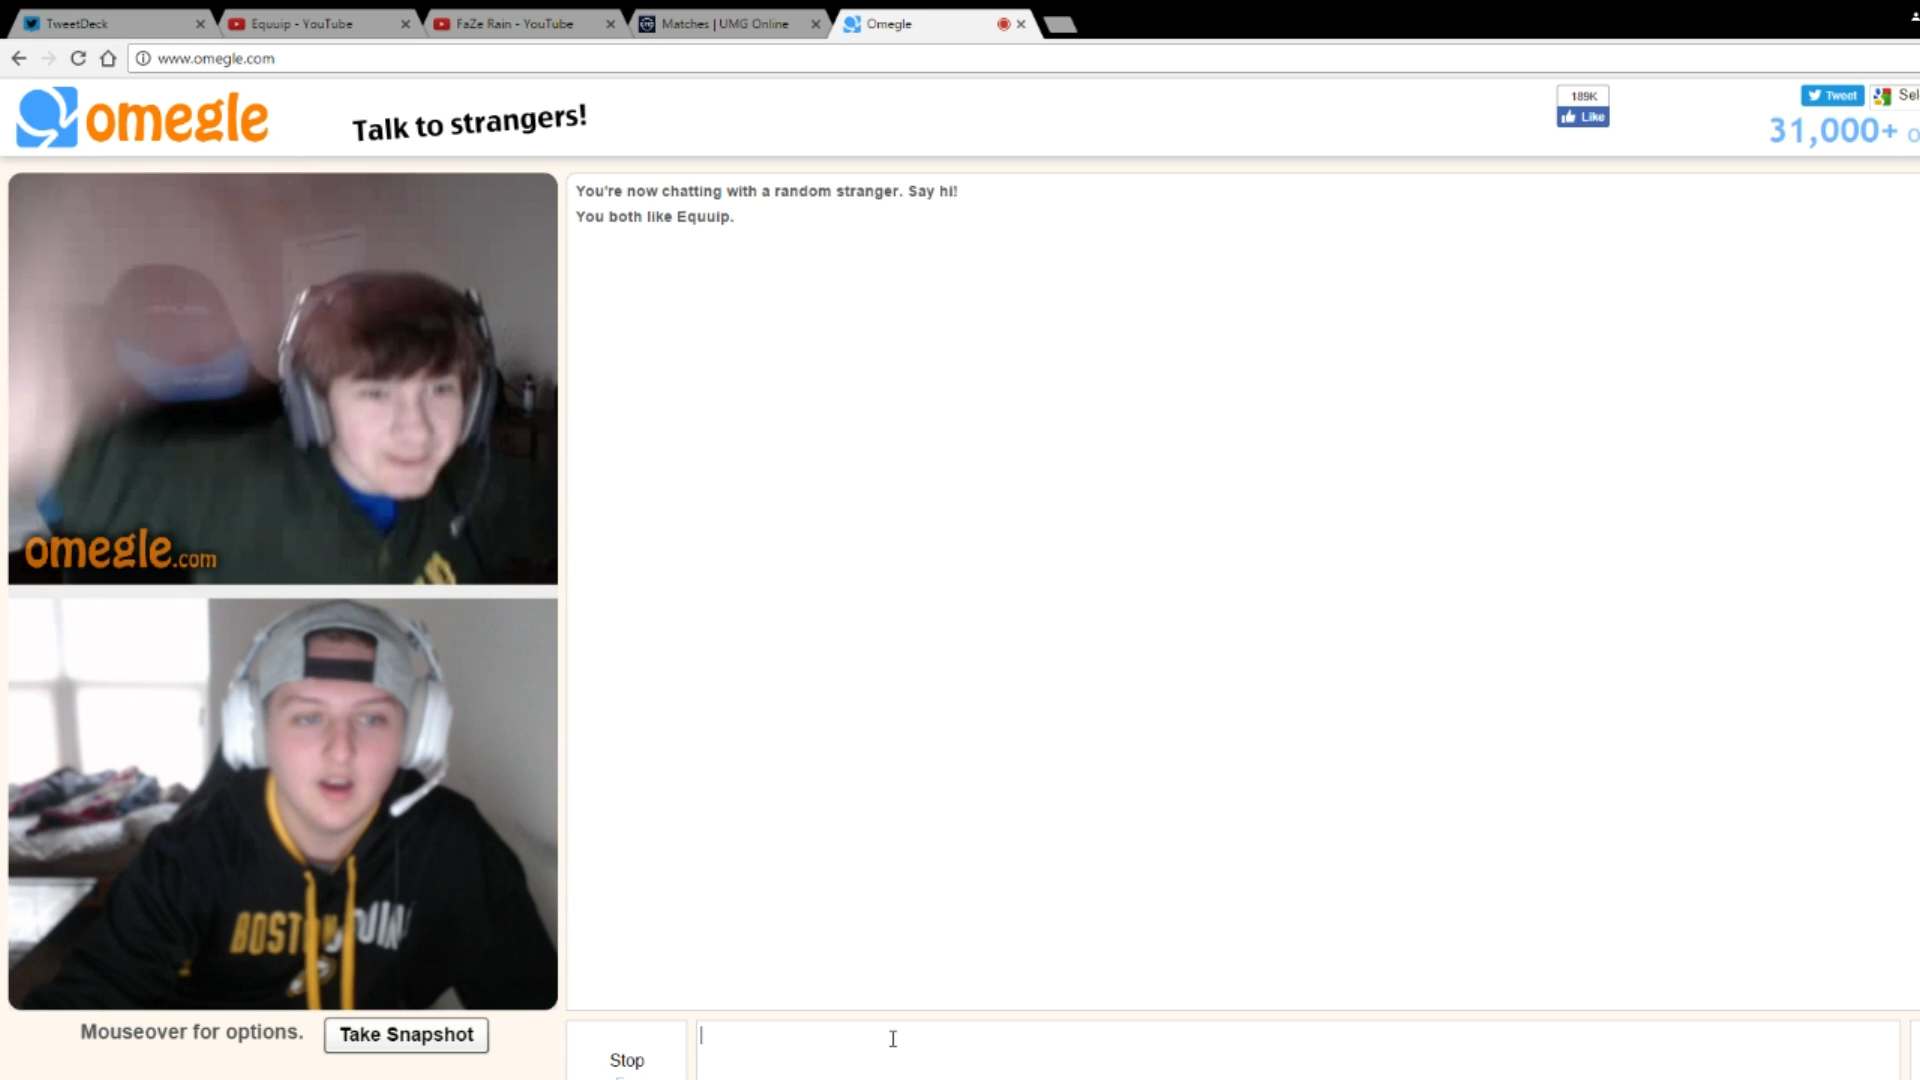 TweetDeck
Equuip - YouTube
FaZe Rain - YouTube
Matches | UMG Online
Omegle
www.omegle.com
omegle
Talk to strangers!
189K
Like
Tweet
Sel
31,000+ o
You're now chatting with a random stranger. Say hi!
You both like Equuip.
omegle.com
BOSTON
Mouseover for options.
Take Snapshot
Stop